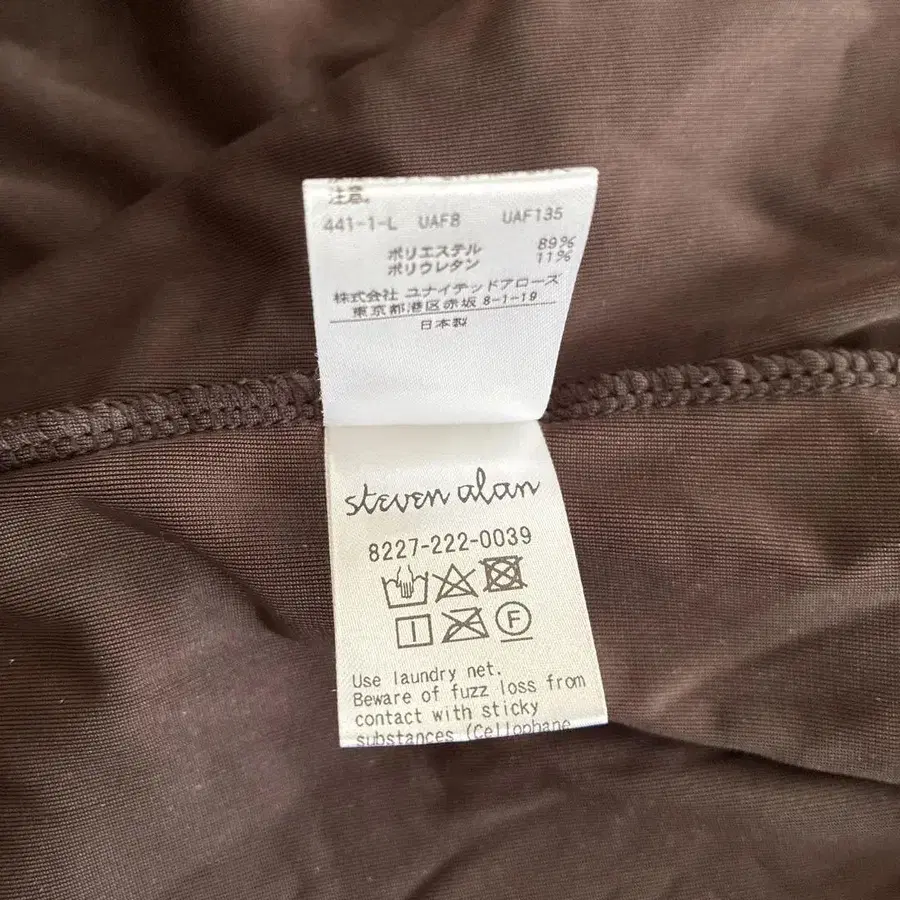 注意。
441-1-L UAF8 UAF135
ポリエステル 89%
ポリウレタン 11%
株式会社 ユナイテッドアローズ
東京都港区赤坂 8-1-19
日本製
steven alan
8227-222-0039
F
Use laundry net.
Beware of fuzz loss from
contact with sticky
substances (Cellophane